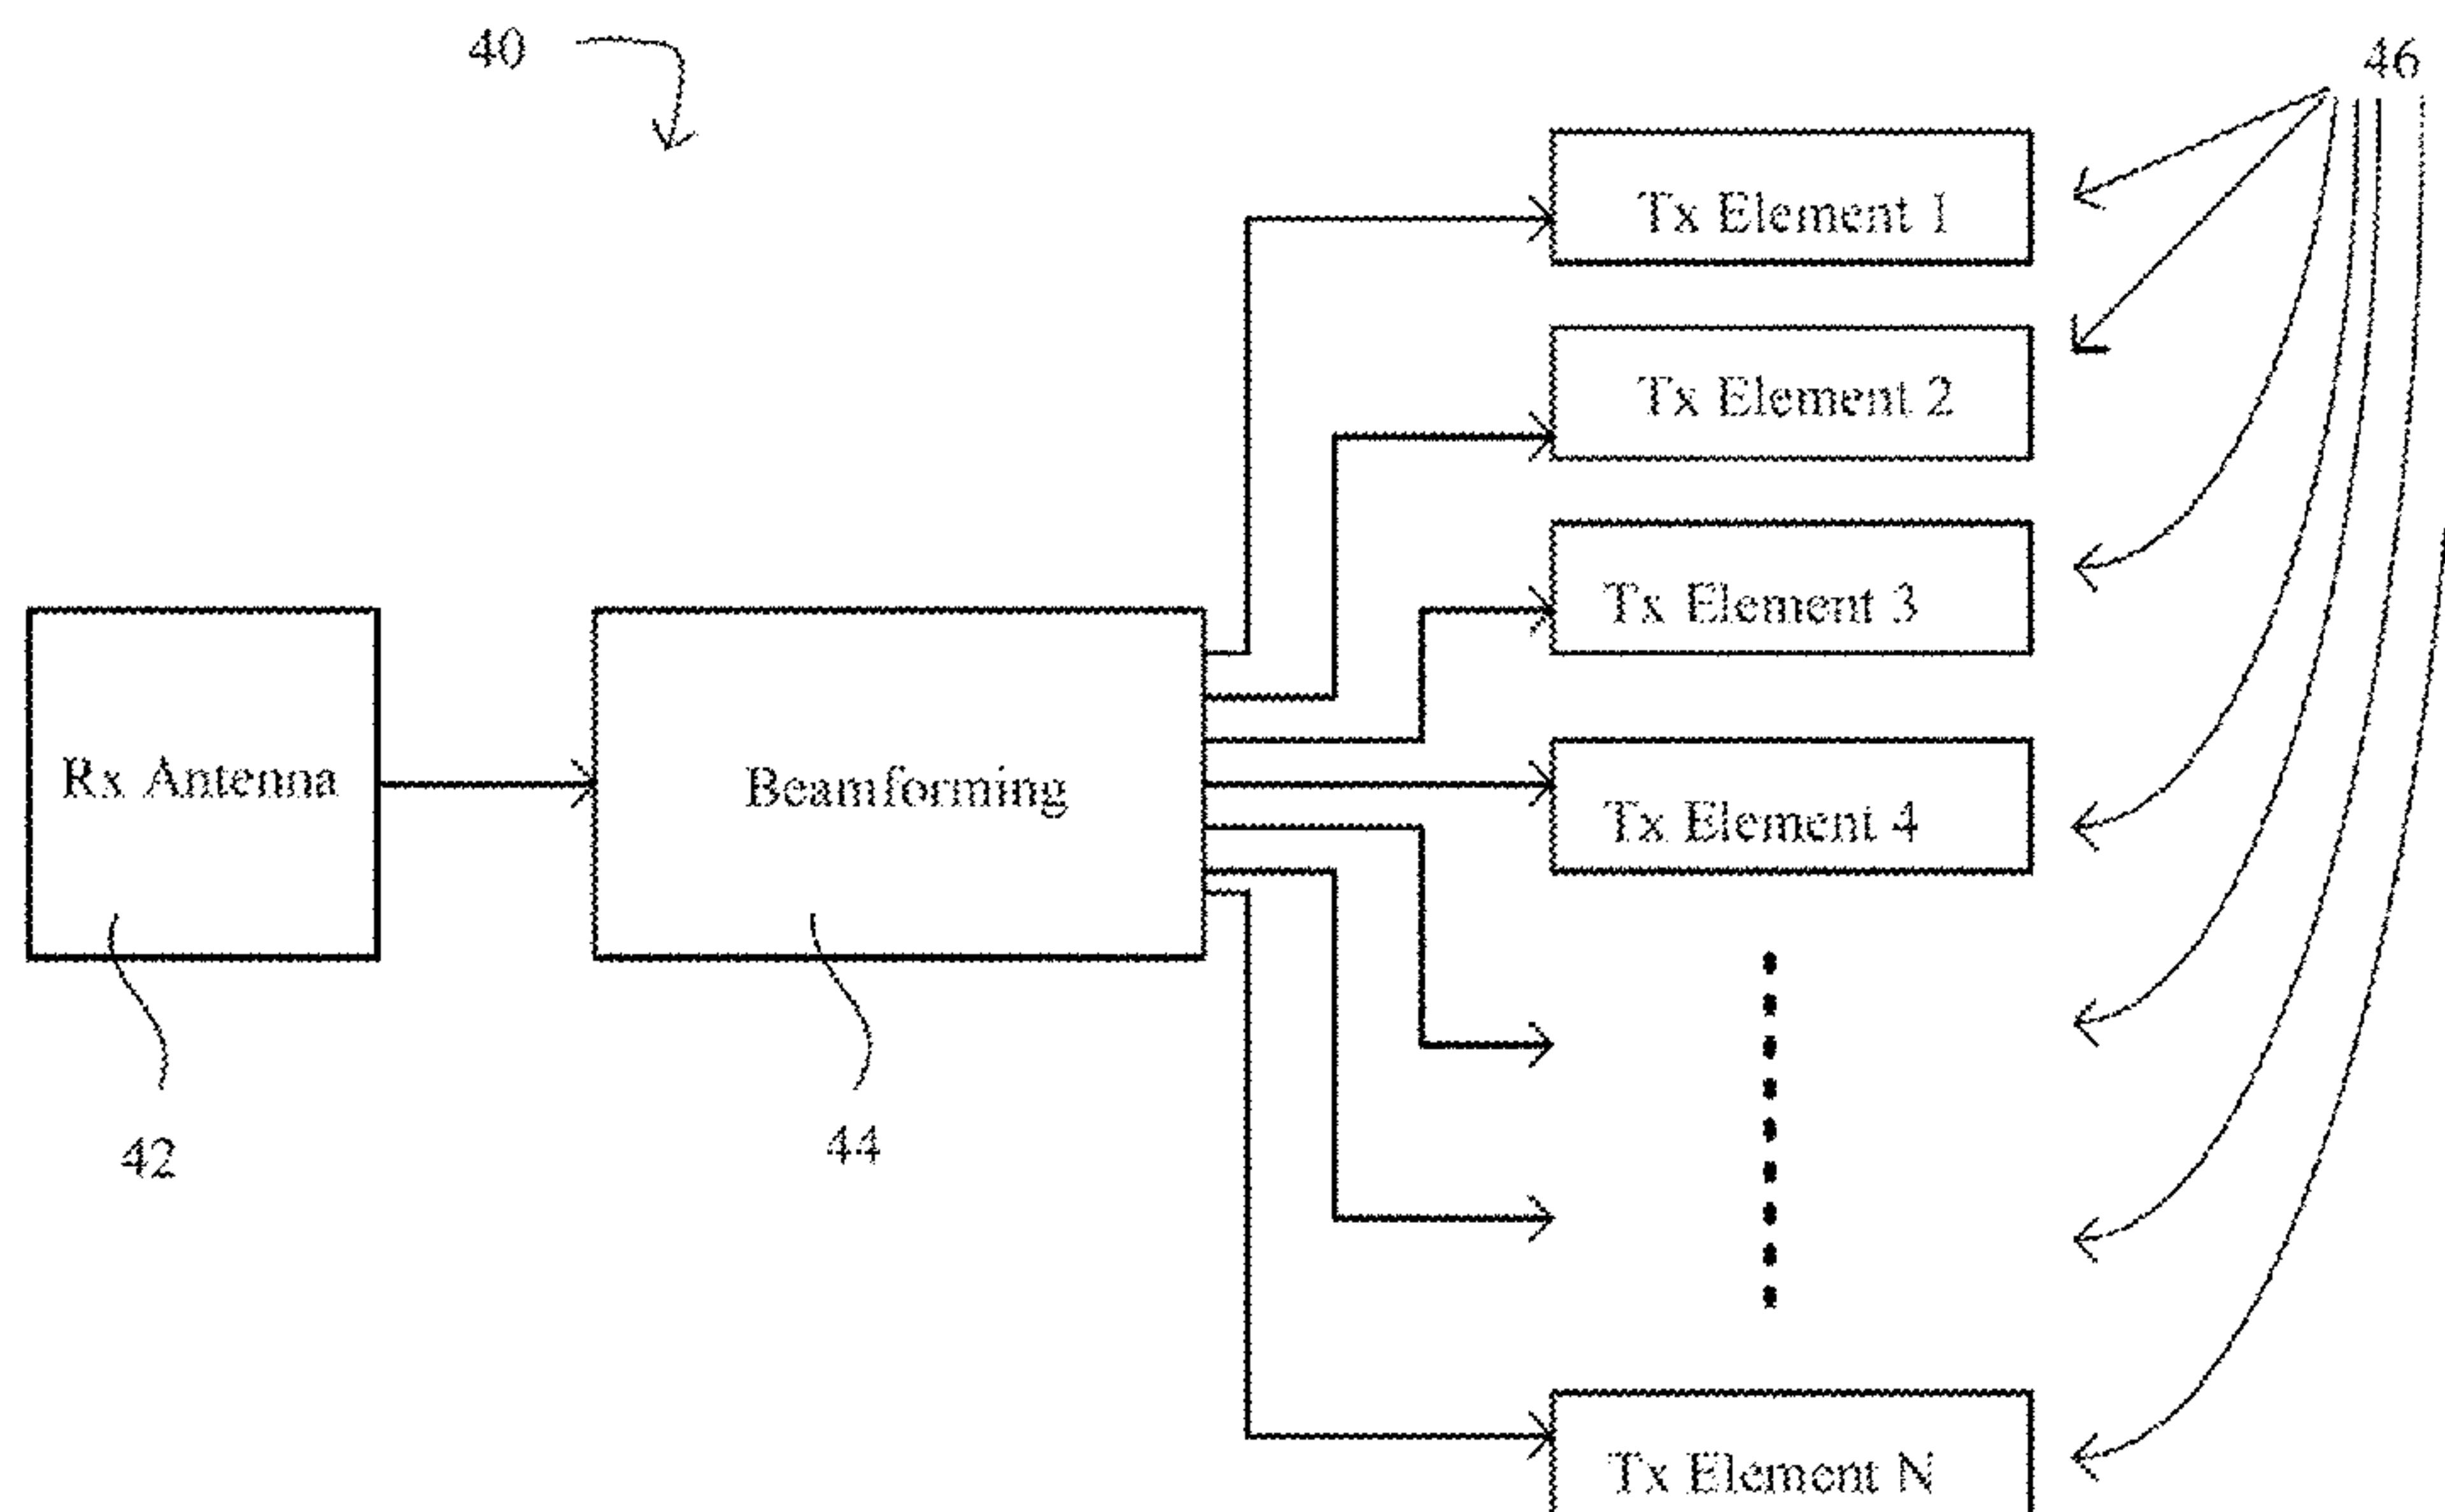 40
46
Tx Element 1
Tx Element 2
Tx Element 3
Rx Antenna
Beamforming
Tx Element 4
42
44
Tx Element N